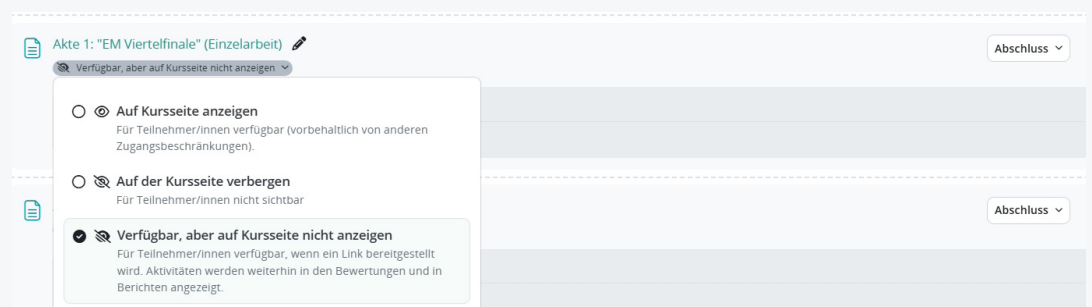 Akte 1: "EM Viertelfinale" (Einzelarbeit)
Abschluss
Verfügbar, aber auf Kursseite nicht anzeigen
Auf Kursseite anzeigen
Für Teilnehmer/innen verfügbar (vorbehaltlich von anderen
Zugangsbeschränkungen).
Auf der Kursseite verbergen
Für Teilnehmer/innen nicht sichtbar
Abschluss
Verfügbar, aber auf Kursseite nicht anzeigen
Für Teilnehmer/innen verfügbar, wenn ein Link bereitgestellt
wird. Aktivitäten werden weiterhin in den Bewertungen und in
Berichten angezeigt.